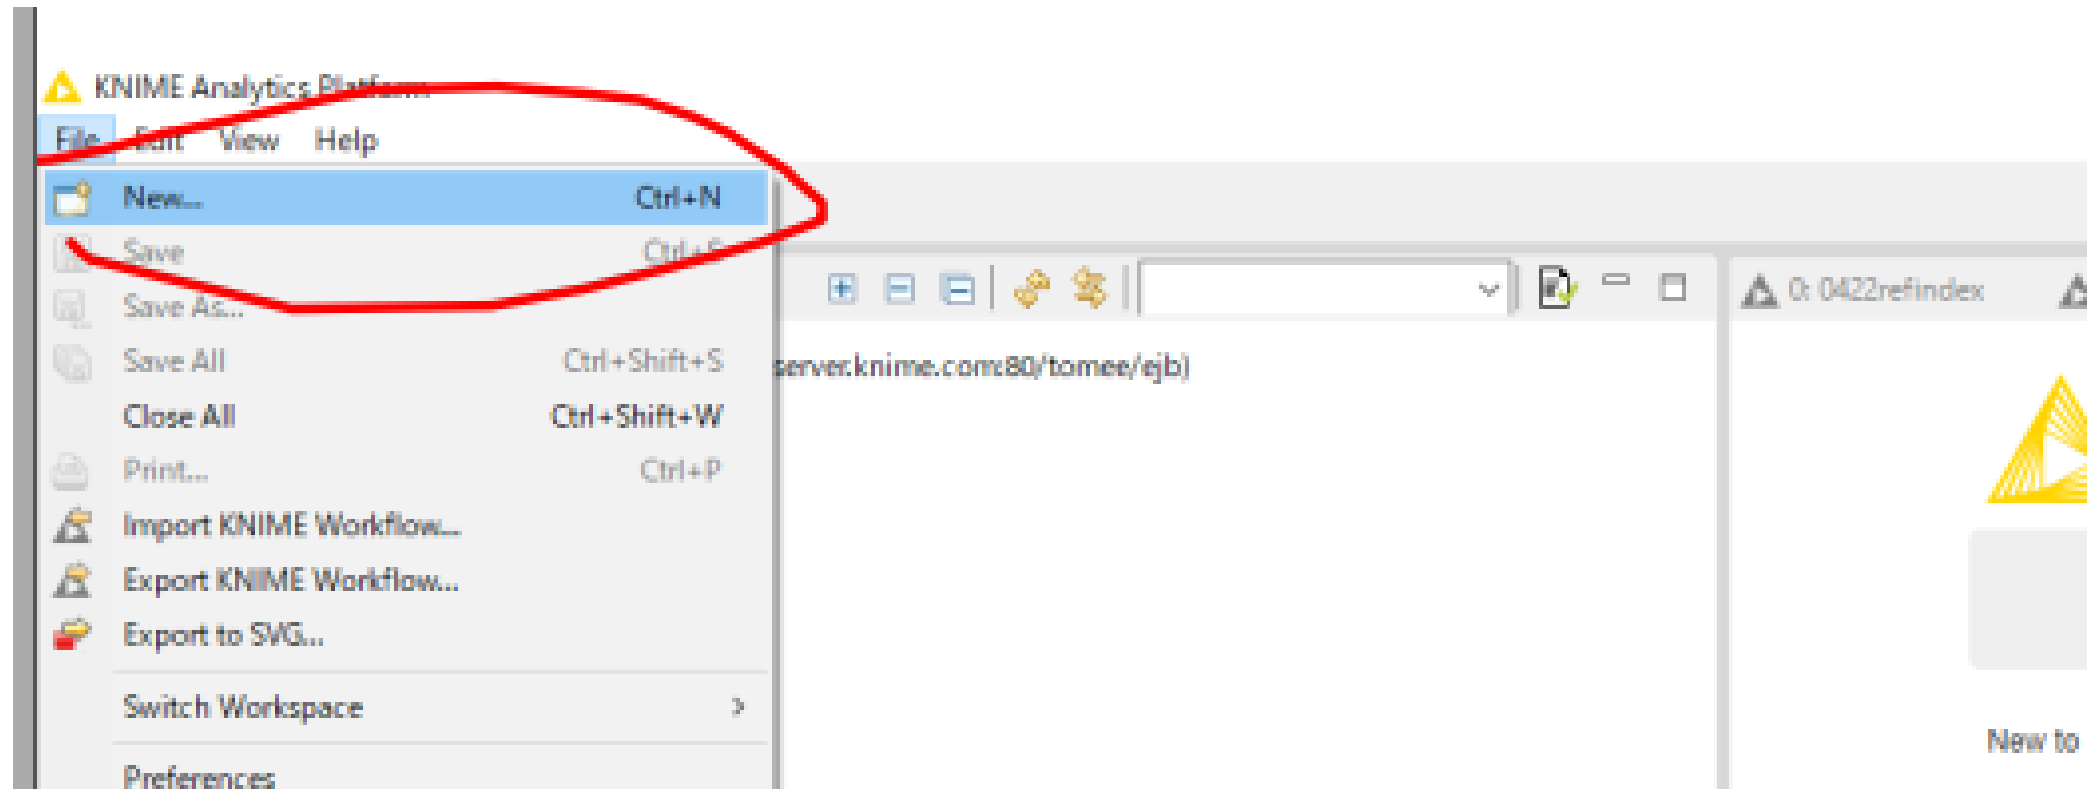 KNIME Analytics Platform
File Edit View Help
New... Ctrl+N
Save Ctrl+S
Save As...
Save All Ctrl+Shift+S
Close All Ctrl+Shift+W
Print... Ctrl+P
Import KNIME Workflow...
Export KNIME Workflow...
Export to SVG...
Switch Workspace
Preferences
server.knime.com:80/tomee/ejb)
0: 0422refindex
New to